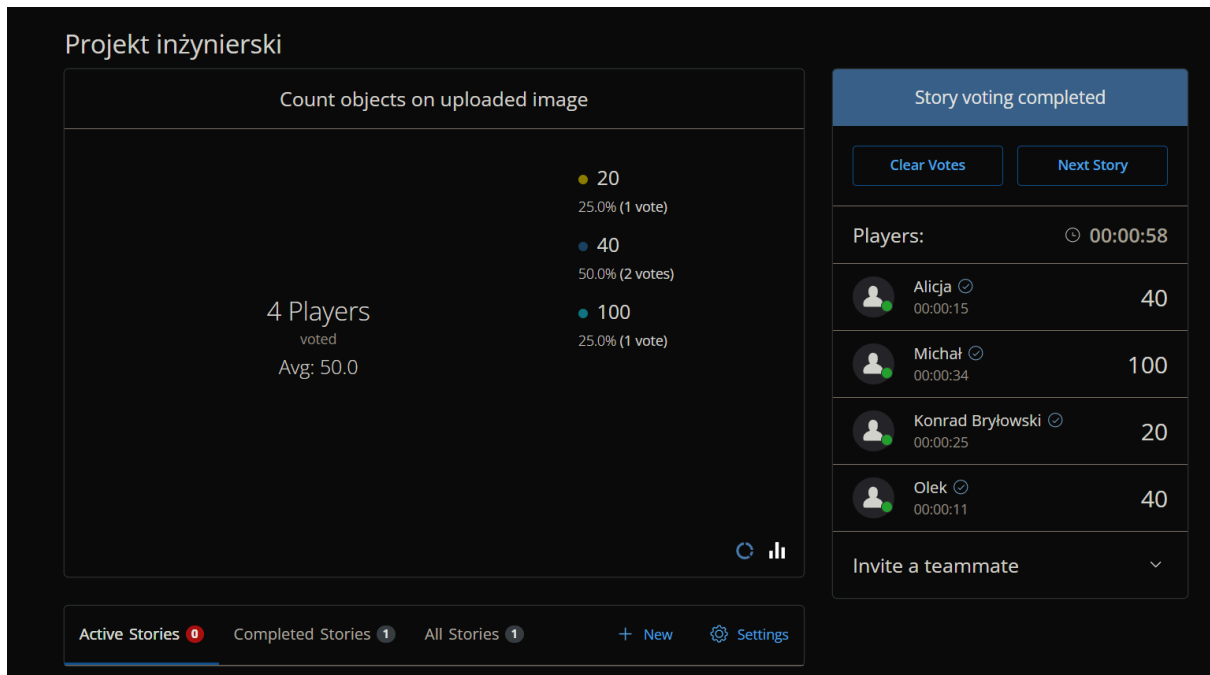 Projekt inżynierski
Count objects on uploaded image
20
25.0% (1 vote)
40
50.0% (2 votes)
100
25.0% (1 vote)
4 Players
voted
Avg: 50.0
Story voting completed
Clear Votes Next Story
Players: 00:00:58
Alicja
00:00:15
40
Michał
00:00:34
100
Konrad Bryłowski
00:00:25
20
Olek
00:00:11
40
Invite a teammate
Active Stories 0 Completed Stories 1 All Stories 1 + New Settings